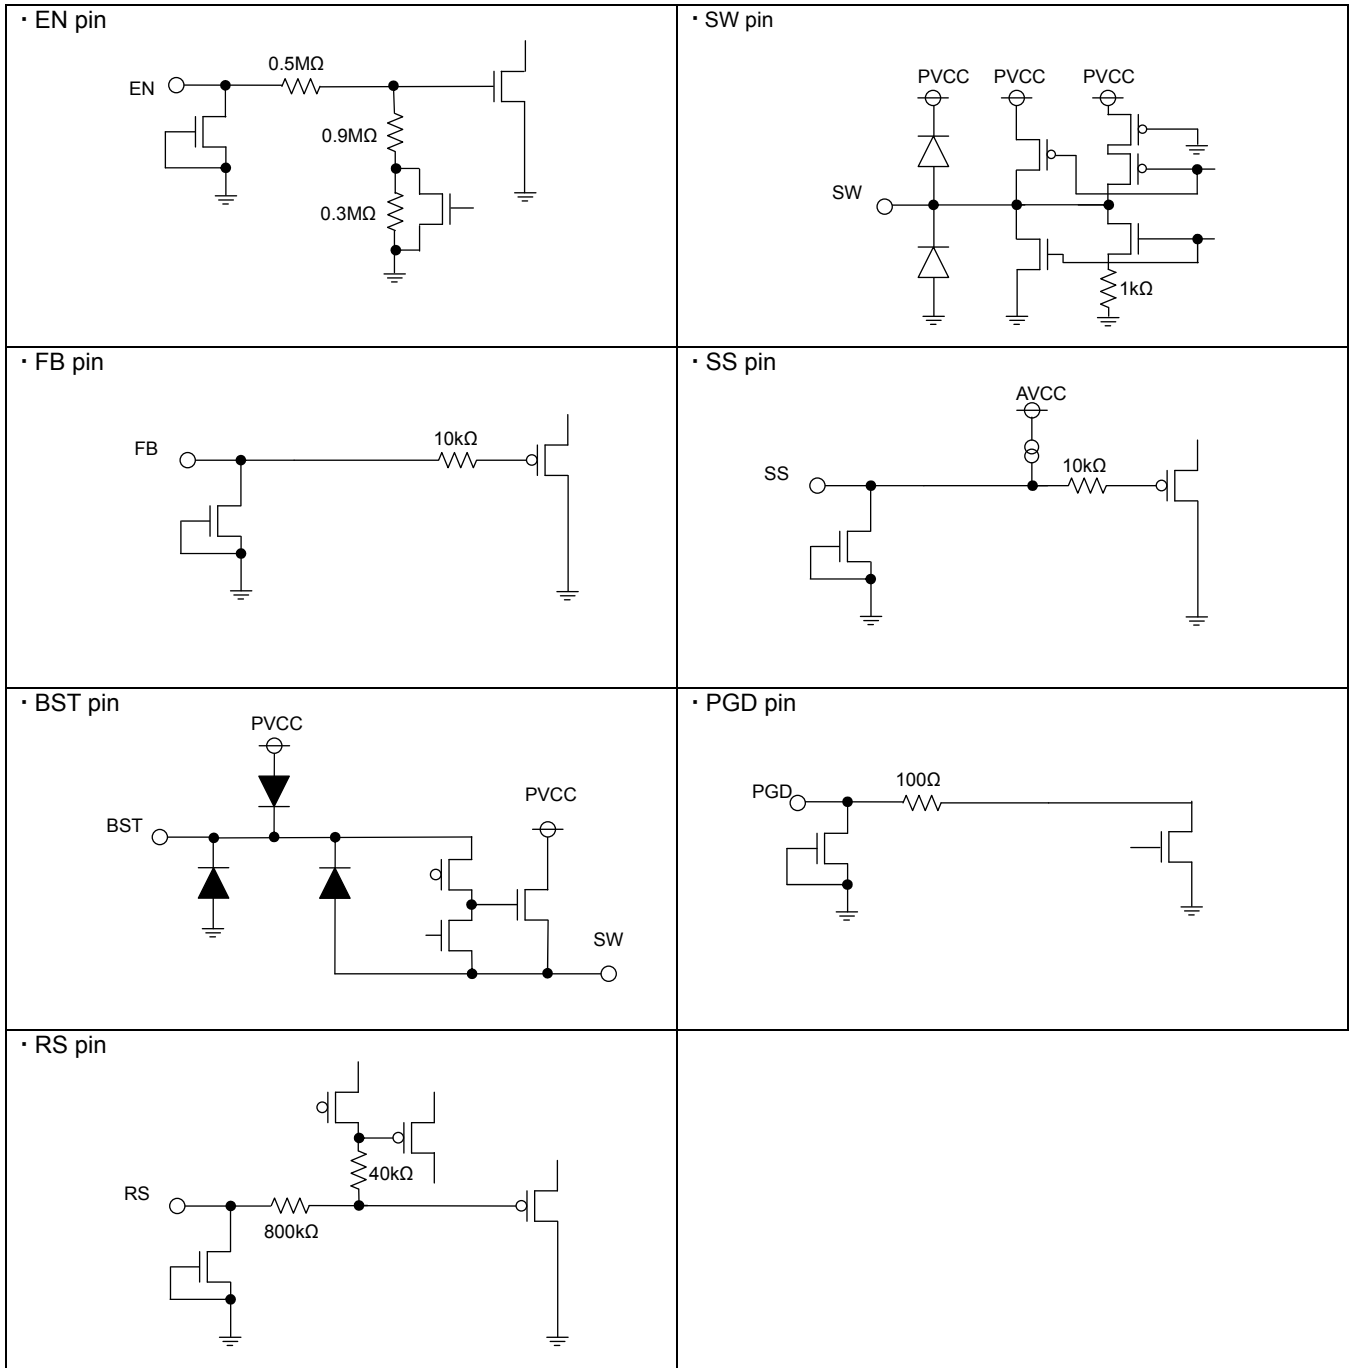 · EN pin
0.5MΩ
EN
0.9MΩ
0.3MΩ
· SW pin
PVCC PVCC PVCC
SW
1kΩ
· FB pin
FB
10kΩ
· SS pin
AVCC
SS
10kΩ
· BST pin
PVCC
PVCC
BST
SW
· PGD pin
PGD
100Ω
· RS pin
40kΩ
RS
800kΩ